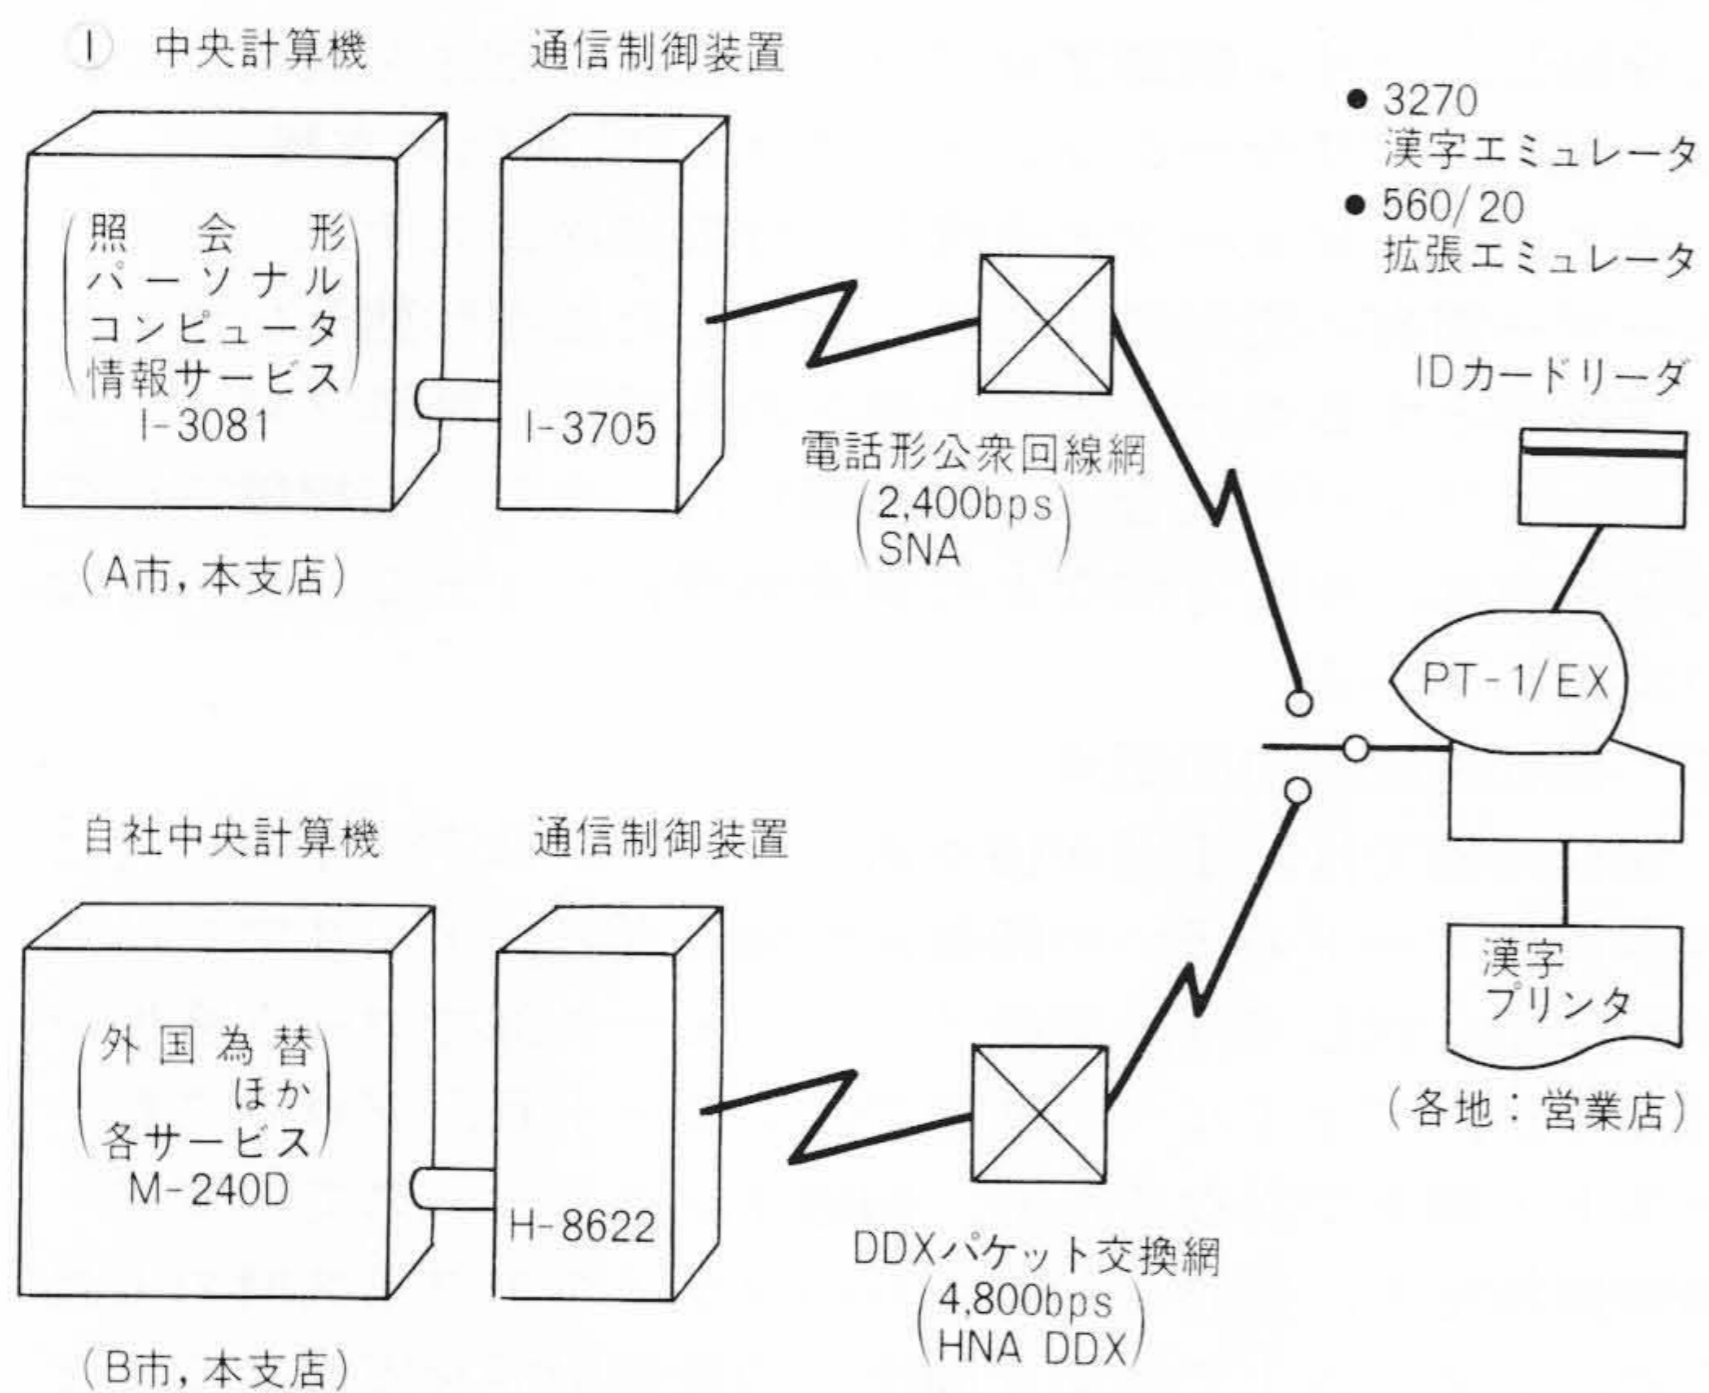 ① 中央計算機
通信制御装置
照会形
パーソナル
コンピュータ
情報サービス
I-3081
I-3705
(A市,本支店)
電話形公衆回線網
(2,400bps
SNA)
● 3270
漢字エミュレータ
● 560/20
拡張エミュレータ
IDカードリーダ
PT-1/EX
漢字
プリンタ
(各地:営業店)
自社中央計算機
通信制御装置
(外国為替
ほか
各サービス)
M-240D
H-8622
(B市,本支店)
DDXパケット交換網
(4,800bps
HNA DDX)